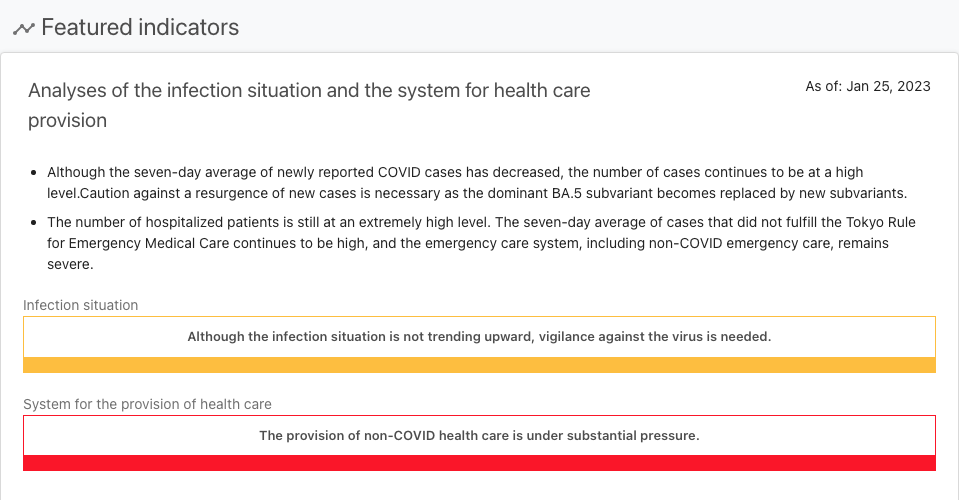 Featured indicators
Analyses of the infection situation and the system for health care
provision
As of: Jan 25, 2023
Although the seven-day average of newly reported COVID cases has decreased, the number of cases continues to be at a high
level.Caution against a resurgence of new cases is necessary as the dominant BA.5 subvariant becomes replaced by new subvariants.
The number of hospitalized patients is still at an extremely high level. The seven-day average of cases that did not fulfill the Tokyo Rule
for Emergency Medical Care continues to be high, and the emergency care system, including non-COVID emergency care, remains
severe.
Infection situation
Although the infection situation is not trending upward, vigilance against the virus is needed.
System for the provision of health care
The provision of non-COVID health care is under substantial pressure.